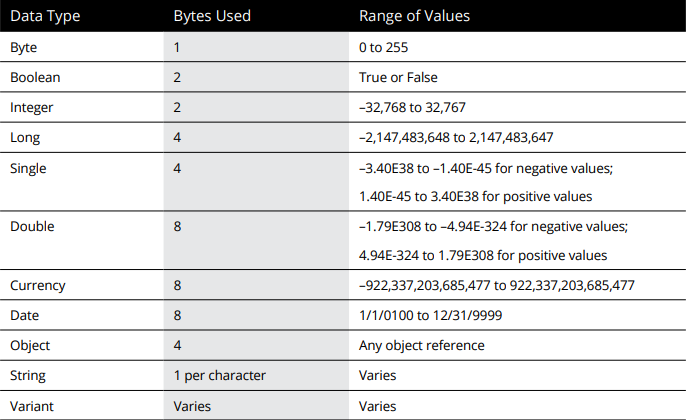 Data Type Bytes Used Range of Values
Byte 1 0 to 255
Boolean 2 True or False
Integer 2 –32,768 to 32,767
Long 4 –2,147,483,648 to 2,147,483,647
Single 4 –3.40E38 to –1.40E-45 for negative values;
1.40E-45 to 3.40E38 for positive values
Double 8 –1.79E308 to –4.94E-324 for negative values;
4.94E-324 to 1.79E308 for positive values
Currency 8 –922,337,203,685,477 to 922,337,203,685,477
Date 8 1/1/0100 to 12/31/9999
Object 4 Any object reference
String 1 per character Varies
Variant Varies Varies